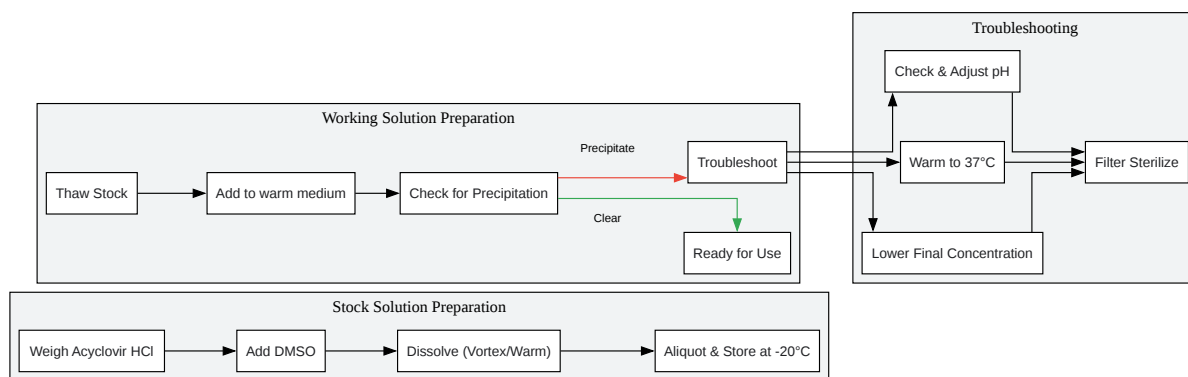 Troubleshooting
Check & Adjust pH
Working Solution Preparation
Precipitate
Troubleshoot
Warm to 37°C
Filter Sterilize
Thaw Stock
Add to warm medium
Check for Precipitation
Clear
Ready for Use
Lower Final Concentration
Stock Solution Preparation
Weigh Acyclovir HCl
Add DMSO
Dissolve (Vortex/Warm)
Aliquot & Store at -20°C